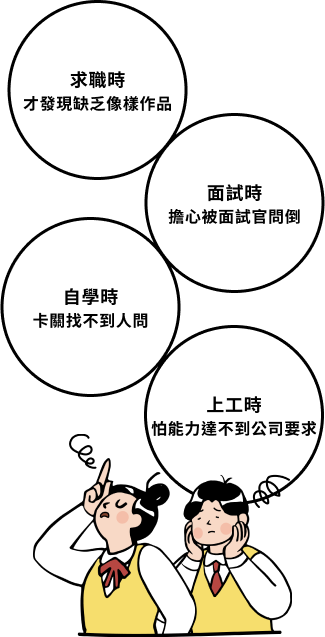 求職時
才發現缺乏像樣作品
面試時
擔心被面試官問倒
自學時
卡關找不到人問
上工時
怕能力達不到公司要求